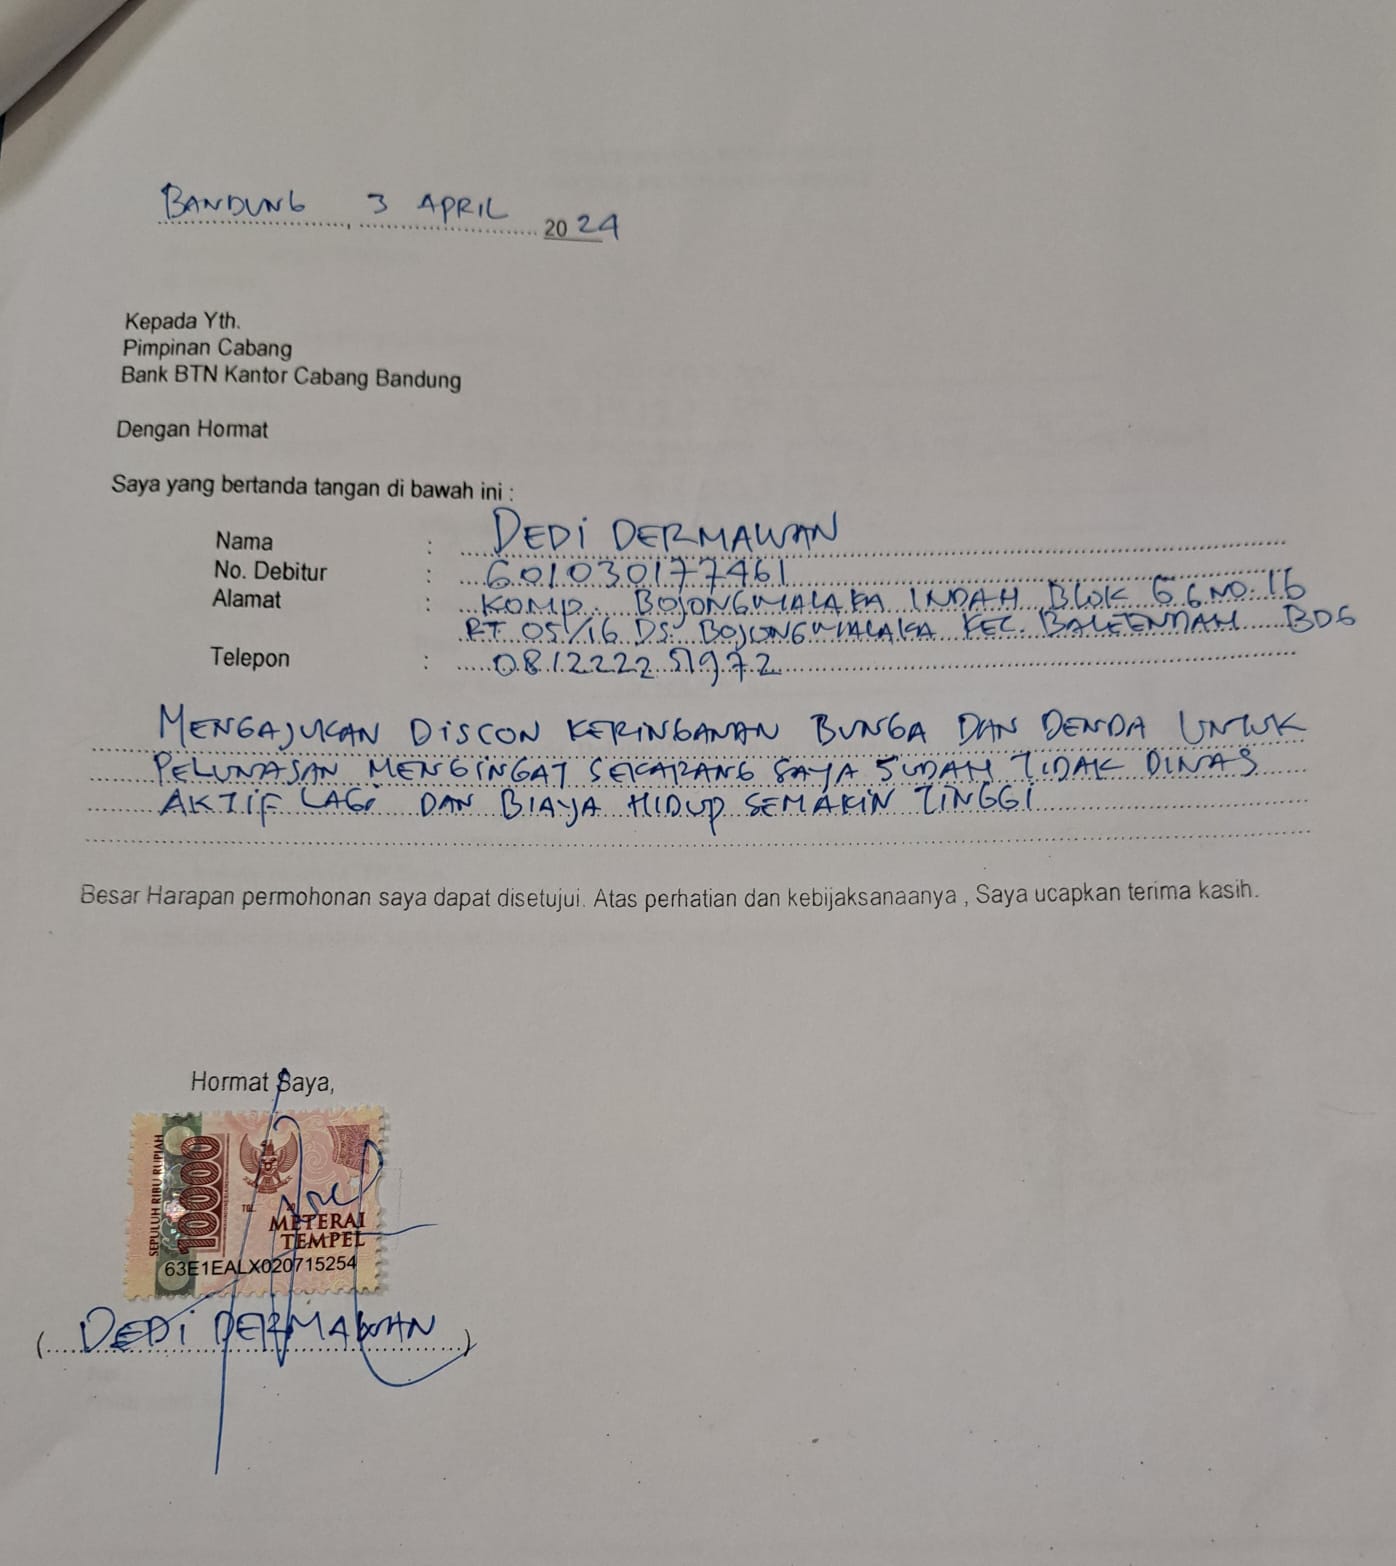 BANDUNG, 3 APRIL 2024
Kepada Yth.
Pimpinan Cabang
Bank BTN Kantor Cabang Bandung
Dengan Hormat
Saya yang bertanda tangan di bawah ini :
Nama : DEDI DERMAWAN
No. Debitur : 601030177461
Alamat : KOMP. BOJONGMALAKA INDAH BLOK G6 NO. 16
RT 05/16 DS. BOJONGMALAKA KEC. BALEENDAH BDG
Telepon : 081222251972
MENGAJUKAN DISCON KERINGANAN BUNGA DAN DENDA UNTUK
PELUNASAN MENGINGAT SEKARANG SAYA SUDAH TIDAK DINAS
AKTIF LAGI DAN BIAYA HIDUP SEMAKIN TINGGI
Besar Harapan permohonan saya dapat disetujui. Atas perhatian dan kebijaksanaanya , Saya ucapkan terima kasih.
Hormat Saya,
SEPULUH RIBU RUPIAH
10000
TGL.
METERAI
TEMPEL
63E1EALX020715254
( DEDI DERMAWAN )